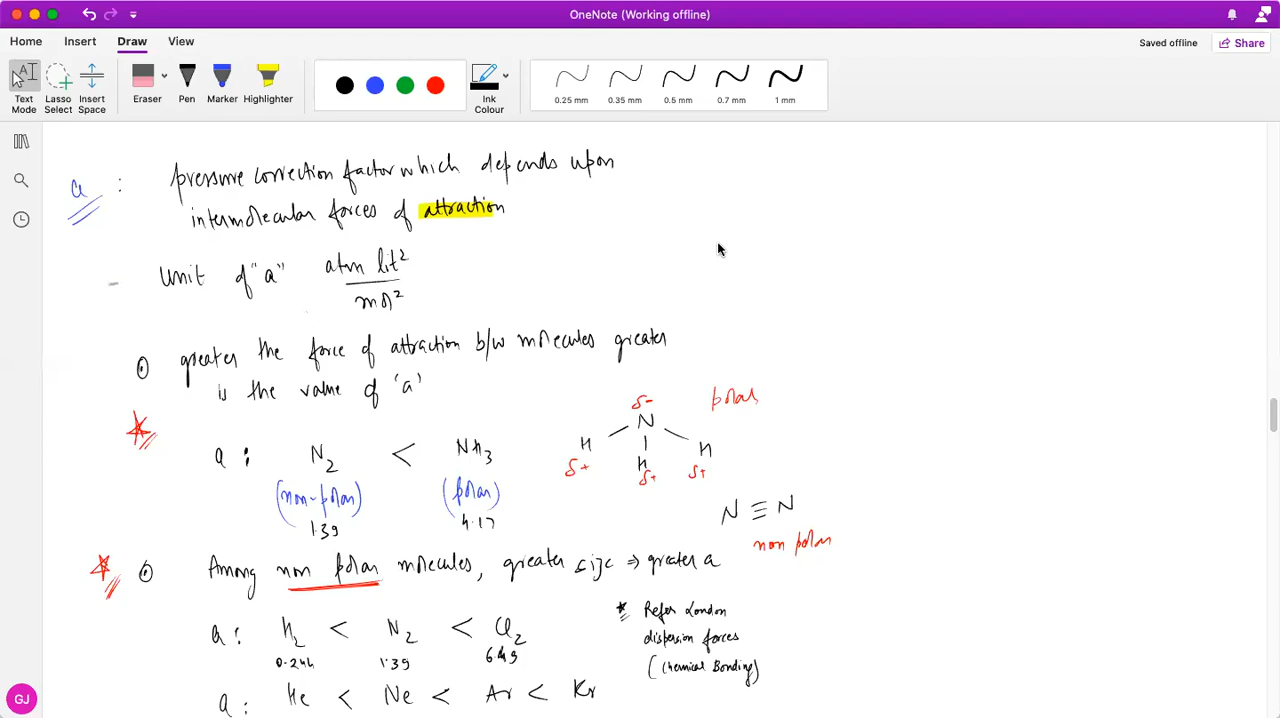 OneNote (Working offline)
Home Insert Draw View
Saved offline
Share
Text Mode
Lasso Select
Insert Space
Eraser
Pen
Marker
Highlighter
Ink Colour
0.25 mm
0.35 mm
0.5 mm
0.7 mm
1 mm
a : pressure correction factor which depends upon
intermolecular forces of attraction
- Unit of "a" atm lit²
mol²
greater the force of attraction b/w molecules greater
is the value of 'a'
δ- polar
N
H H H
δ+ δ+ δ+
a : N₂ < NH₃
(non-polar) (polar)
1.39 4.17
N ≡ N
non polar
Among non polar molecules, greater size ⇒ greater a
* Refer London
dispersion forces
(Chemical Bonding)
a : H₂ < N₂ < Cl₂
0.244 1.39 6.49
a : He < Ne < Ar < Kr
GJ